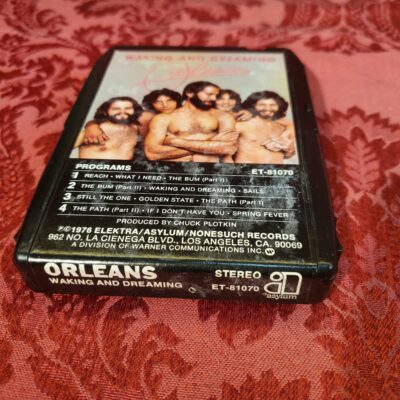 WAKING AND DREAMING
Orleans
PROGRAMS
ET-81070
1 REACH • WHAT I NEED • THE BUM (Part I)
2 THE BUM (Part II) • WAKING AND DREAMING • SAILS
3 STILL THE ONE • GOLDEN STATE • THE PATH (Part I)
4 THE PATH (Part II) • IF I DON'T HAVE YOU • SPRING FEVER
PRODUCED BY CHUCK PLOTKIN
℗©1976 ELEKTRA/ASYLUM/NONESUCH RECORDS
962 NO. LA CIENEGA BLVD., LOS ANGELES, CA. 90069
A DIVISION OF WARNER COMMUNICATIONS INC.
ORLEANS
WAKING AND DREAMING
STEREO
ET-81070
asylum